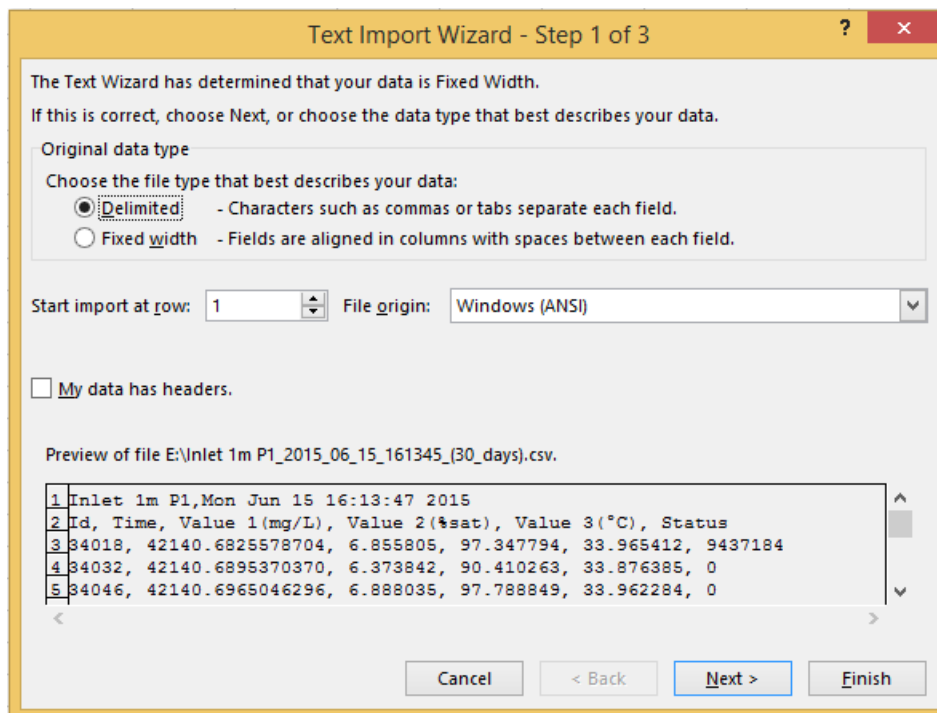 Text Import Wizard - Step 1 of 3
?
×
The Text Wizard has determined that your data is Fixed Width.
If this is correct, choose Next, or choose the data type that best describes your data.
Original data type
Choose the file type that best describes your data:
Delimited - Characters such as commas or tabs separate each field.
Fixed width - Fields are aligned in columns with spaces between each field.
Start import at row: 1 File origin: Windows (ANSI)
My data has headers.
Preview of file E:\Inlet 1m P1_2015_06_15_161345_(30_days).csv.
1 Inlet 1m P1,Mon Jun 15 16:13:47 2015
2 Id, Time, Value 1(mg/L), Value 2(%sat), Value 3(°C), Status
3 34018, 42140.6825578704, 6.855805, 97.347794, 33.965412, 9437184
4 34032, 42140.6895370370, 6.373842, 90.410263, 33.876385, 0
5 34046, 42140.6965046296, 6.888035, 97.788849, 33.962284, 0
Cancel < Back Next > Finish